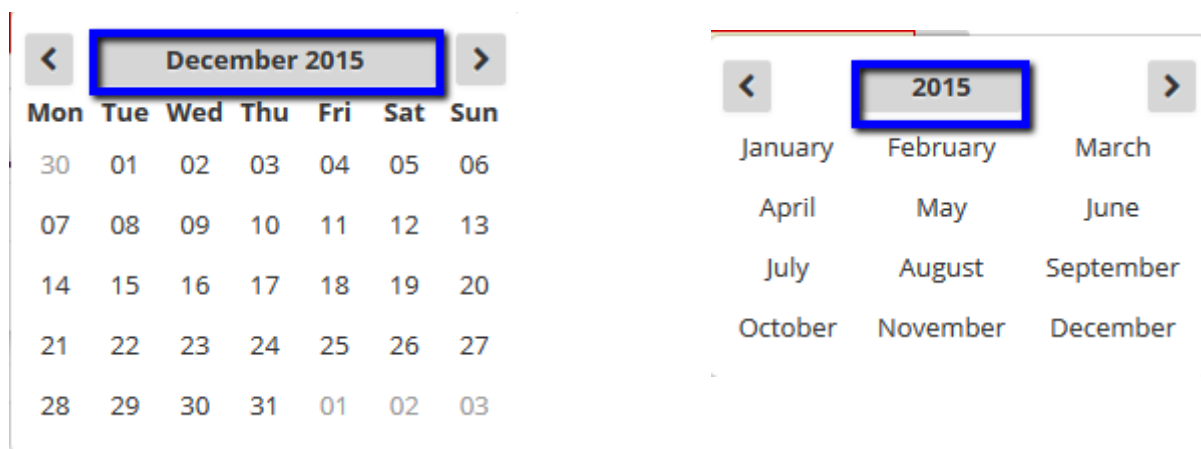 December 2015
Mon Tue Wed Thu Fri Sat Sun
30 01 02 03 04 05 06
07 08 09 10 11 12 13
14 15 16 17 18 19 20
21 22 23 24 25 26 27
28 29 30 31 01 02 03
2015
January February March
April May June
July August September
October November December